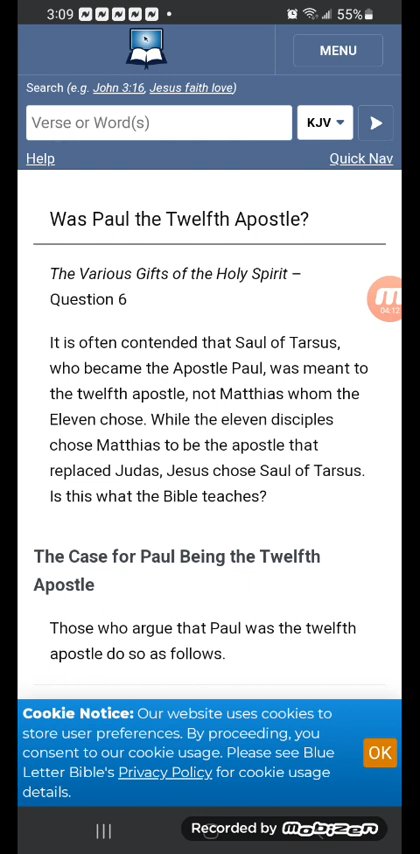 3:09
55%
MENU
Search (e.g. John 3:16, Jesus faith love)
Verse or Word(s)
KJV
Help
Quick Nav
Was Paul the Twelfth Apostle?
The Various Gifts of the Holy Spirit –
Question 6
04:12
It is often contended that Saul of Tarsus,
who became the Apostle Paul, was meant to
the twelfth apostle, not Matthias whom the
Eleven chose. While the eleven disciples
chose Matthias to be the apostle that
replaced Judas, Jesus chose Saul of Tarsus.
Is this what the Bible teaches?
The Case for Paul Being the Twelfth
Apostle
Those who argue that Paul was the twelfth
apostle do so as follows.
Cookie Notice: Our website uses cookies to
store user preferences. By proceeding, you
consent to our cookie usage. Please see Blue
Letter Bible's Privacy Policy for cookie usage
details.
OK
Recorded by mobizen